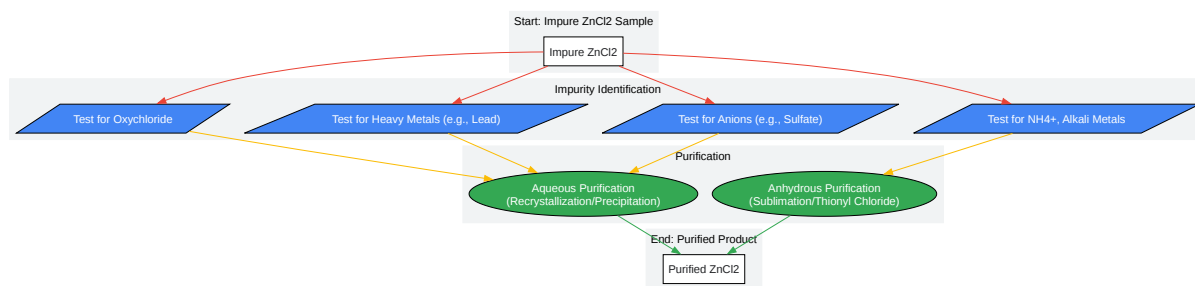 Start: Impure ZnCl2 Sample
Impure ZnCl2
Impurity Identification
Test for Oxychloride
Test for Heavy Metals (e.g., Lead)
Test for Anions (e.g., Sulfate)
Test for NH4+, Alkali Metals
Purification
Aqueous Purification
(Recrystallization/Precipitation)
Anhydrous Purification
(Sublimation/Thionyl Chloride)
End: Purified Product
Purified ZnCl2